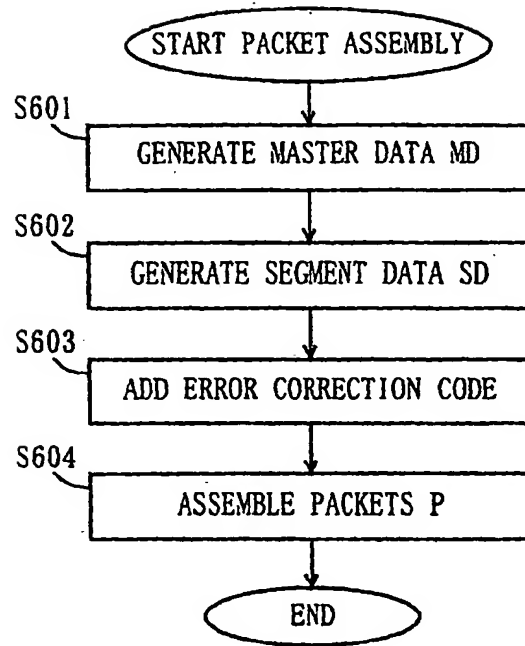 START PACKET ASSEMBLY
S601
GENERATE MASTER DATA MD
S602
GENERATE SEGMENT DATA SD
S603
ADD ERROR CORRECTION CODE
S604
ASSEMBLE PACKETS P
END